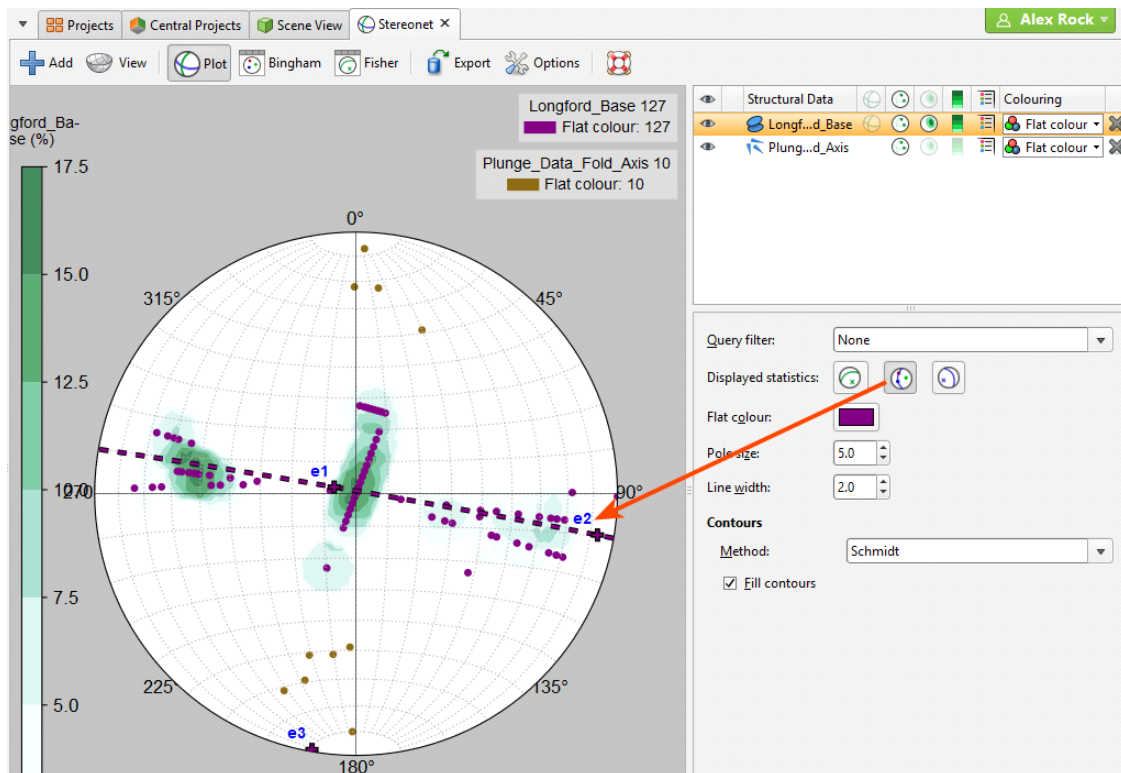 Projects
Central Projects
Scene View
Stereonet
Alex Rock
Add
View
Plot
Bingham
Fisher
Export
Options
gford_Ba-
se (%)
17.5
15.0
12.5
10.0
7.5
5.0
Longford_Base 127
Flat colour: 127
Plunge_Data_Fold_Axis 10
Flat colour: 10
0°
45°
90°
135°
180°
225°
270
315°
e1
e2
e3
Structural Data
Colouring
Longf...d_Base
Flat colour
Plung...d_Axis
Flat colour
Query filter:
None
Displayed statistics:
Flat colour:
Pole size:
5.0
Line width:
2.0
Contours
Method:
Schmidt
Fill contours